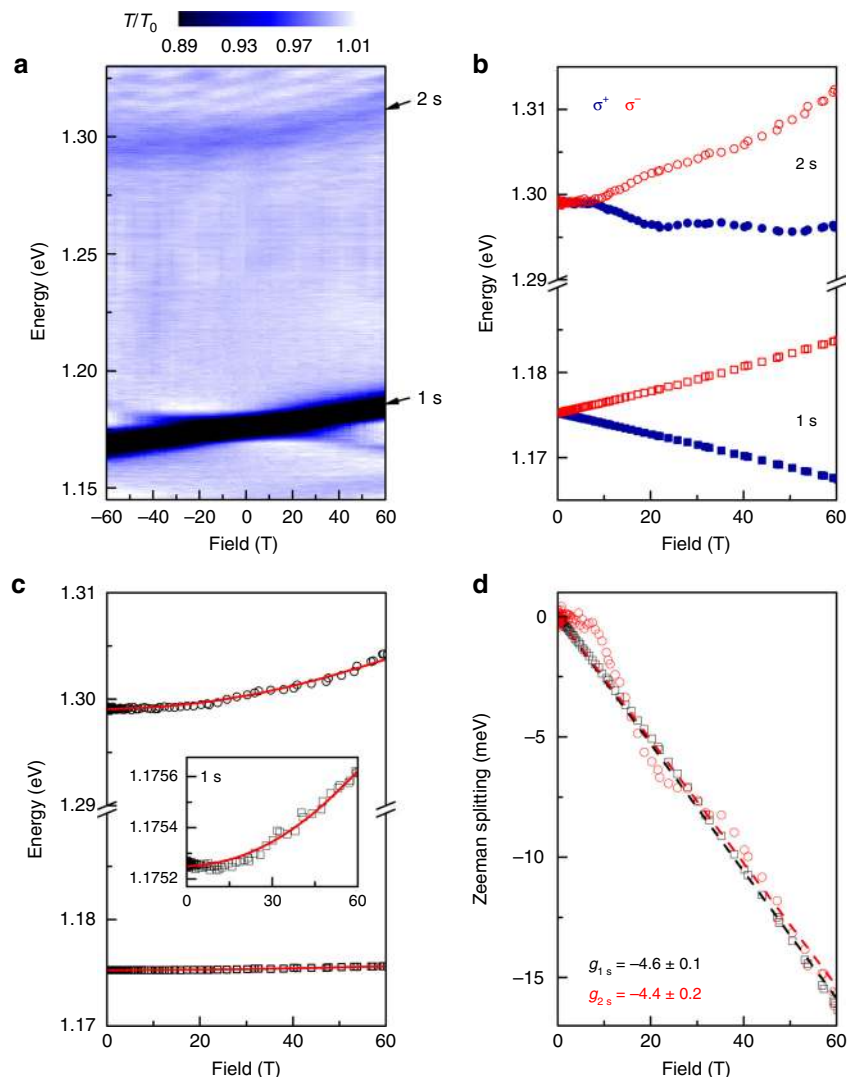 T/T0
0.89 0.93 0.97 1.01
a
1.30
1.25
1.20
1.15
Energy (eV)
2 s
1 s
−60 −40 −20 0 20 40 60
Field (T)
b
σ+ σ−
1.31
1.30
1.29
1.18
1.17
Energy (eV)
2 s
1 s
0 20 40 60
Field (T)
c
1.31
1.30
1.29
1.18
1.17
Energy (eV)
1 s
1.1756
1.1754
1.1752
0 30 60
0 20 40 60
Field (T)
d
0
−5
−10
−15
Zeeman splitting (meV)
g1 s = −4.6 ± 0.1
g2 s = −4.4 ± 0.2
0 20 40 60
Field (T)